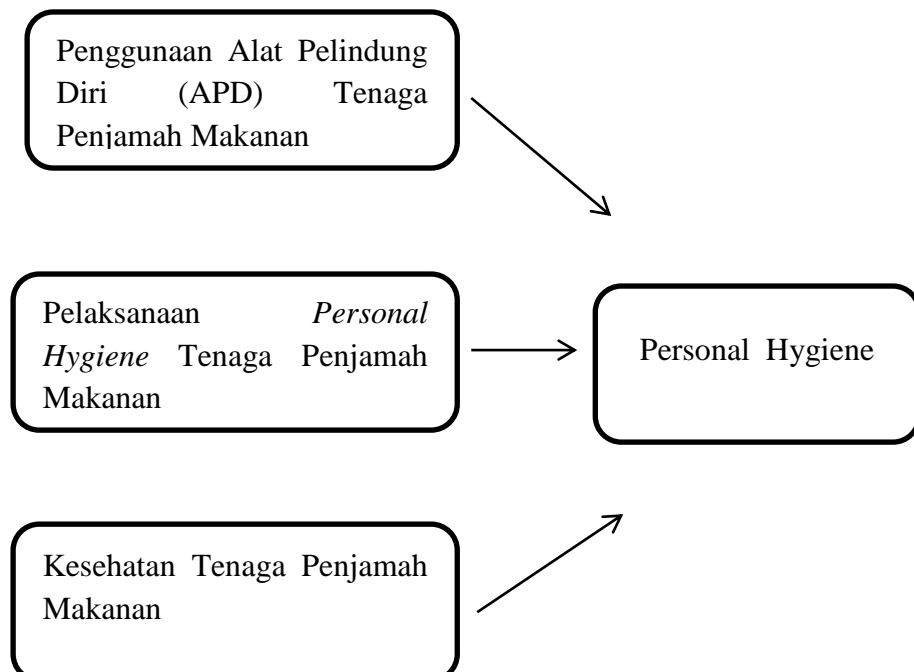 Penggunaan Alat Pelindung
Diri (APD) Tenaga
Penjamah Makanan
Pelaksanaan Personal
Hygiene Tenaga Penjamah
Makanan
Personal Hygiene
Kesehatan Tenaga Penjamah
Makanan